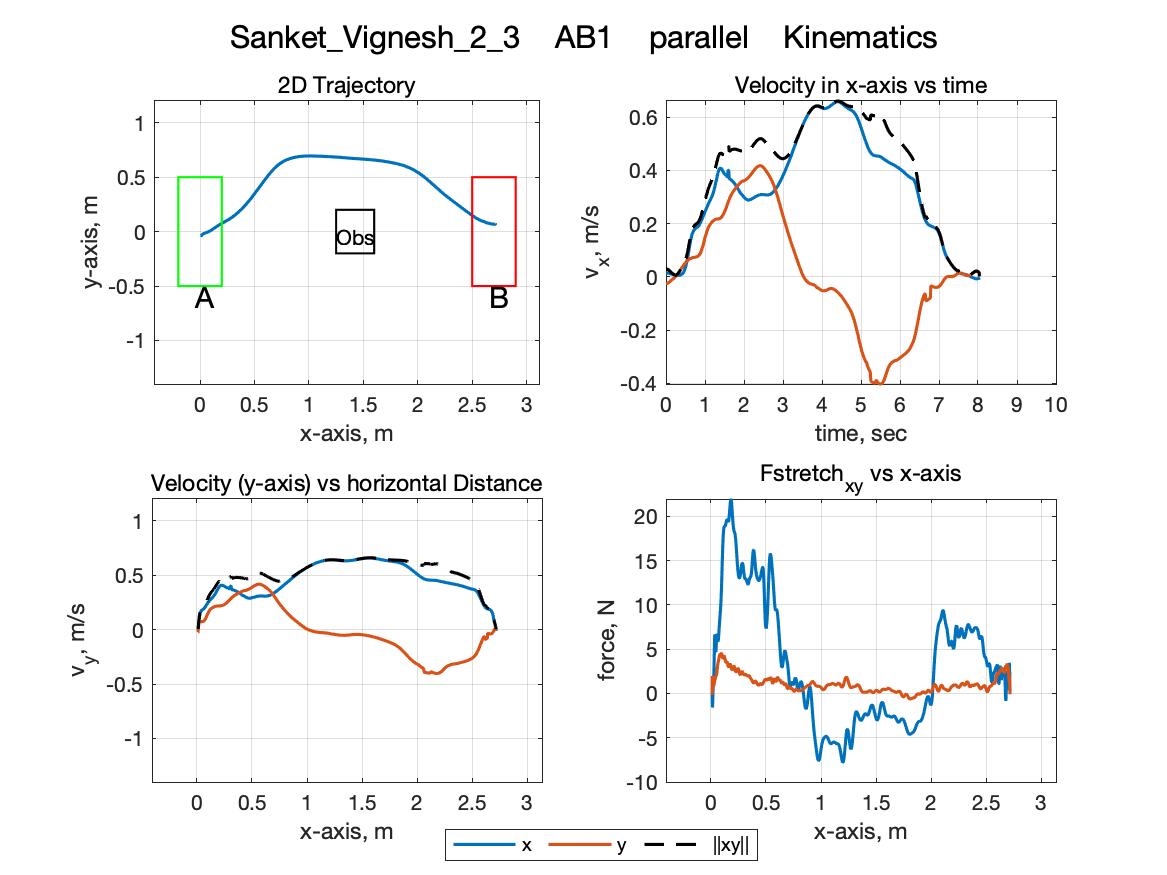 Sanket_Vignesh_2_3 AB1 parallel Kinematics
2D Trajectory
1
0.5
0
-0.5
-1
y-axis, m
A
Obs
B
0 0.5 1 1.5 2 2.5 3
x-axis, m
Velocity in x-axis vs time
0.6
0.4
0.2
0
-0.2
-0.4
vx, m/s
0 1 2 3 4 5 6 7 8 9 10
time, sec
Velocity (y-axis) vs horizontal Distance
1
0.5
0
-0.5
-1
vy, m/s
0 0.5 1 1.5 2 2.5 3
x-axis, m
Fstretchxy vs x-axis
20
15
10
5
0
-5
-10
force, N
0 0.5 1 1.5 2 2.5 3
x-axis, m
x y ||xy||